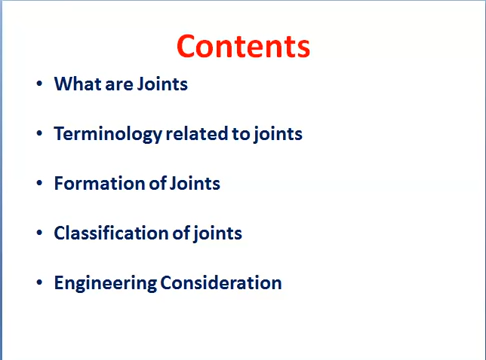 Contents
• What are Joints
• Terminology related to joints
• Formation of Joints
• Classification of joints
• Engineering Consideration